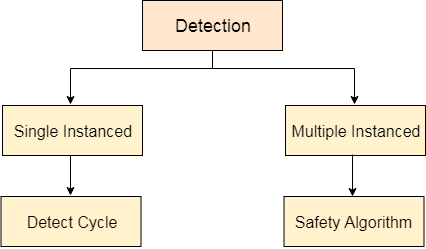 Detection
Single Instanced
Multiple Instanced
Detect Cycle
Safety Algorithm